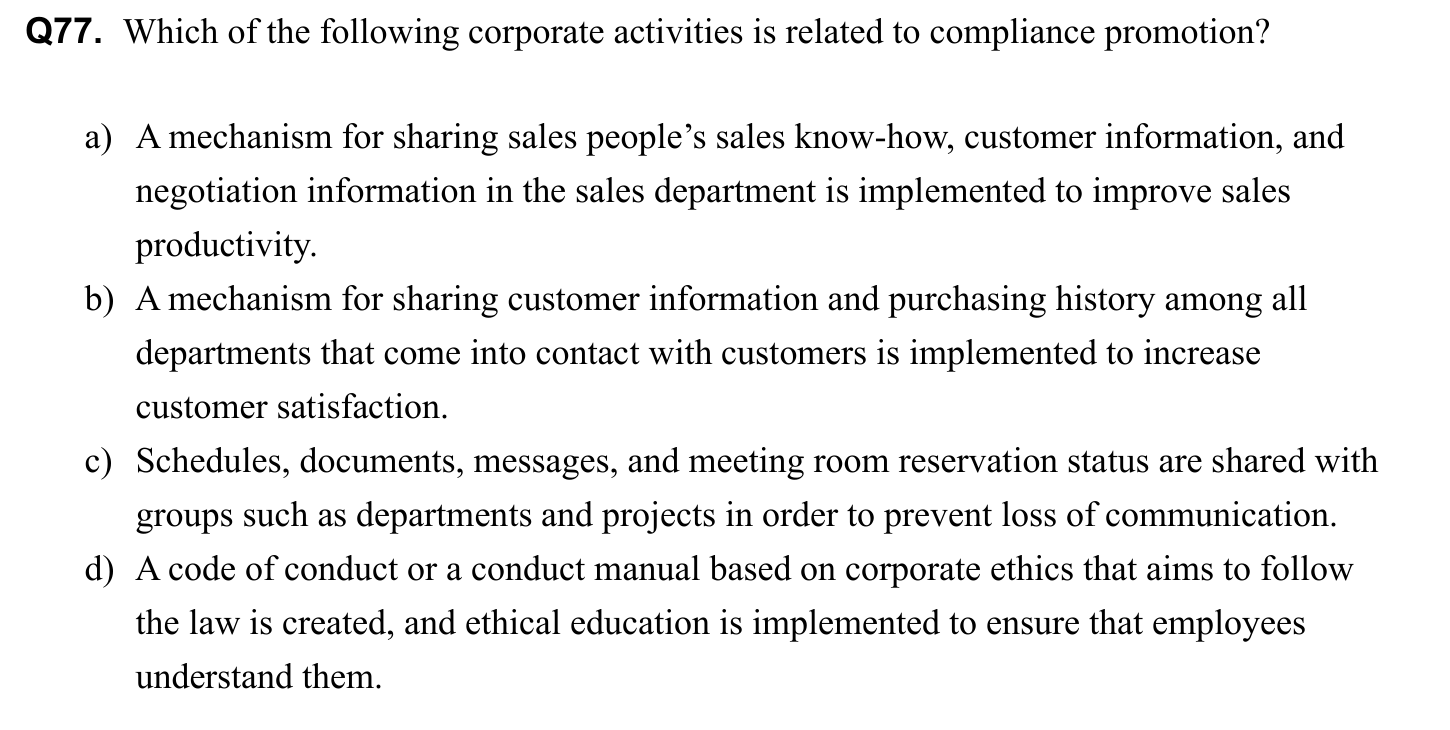 Q77. Which of the following corporate activities is related to compliance promotion?
a) A mechanism for sharing sales people’s sales know-how, customer information, and
negotiation information in the sales department is implemented to improve sales
productivity.
b) A mechanism for sharing customer information and purchasing history among all
departments that come into contact with customers is implemented to increase
customer satisfaction.
c) Schedules, documents, messages, and meeting room reservation status are shared with
groups such as departments and projects in order to prevent loss of communication.
d) A code of conduct or a conduct manual based on corporate ethics that aims to follow
the law is created, and ethical education is implemented to ensure that employees
understand them.